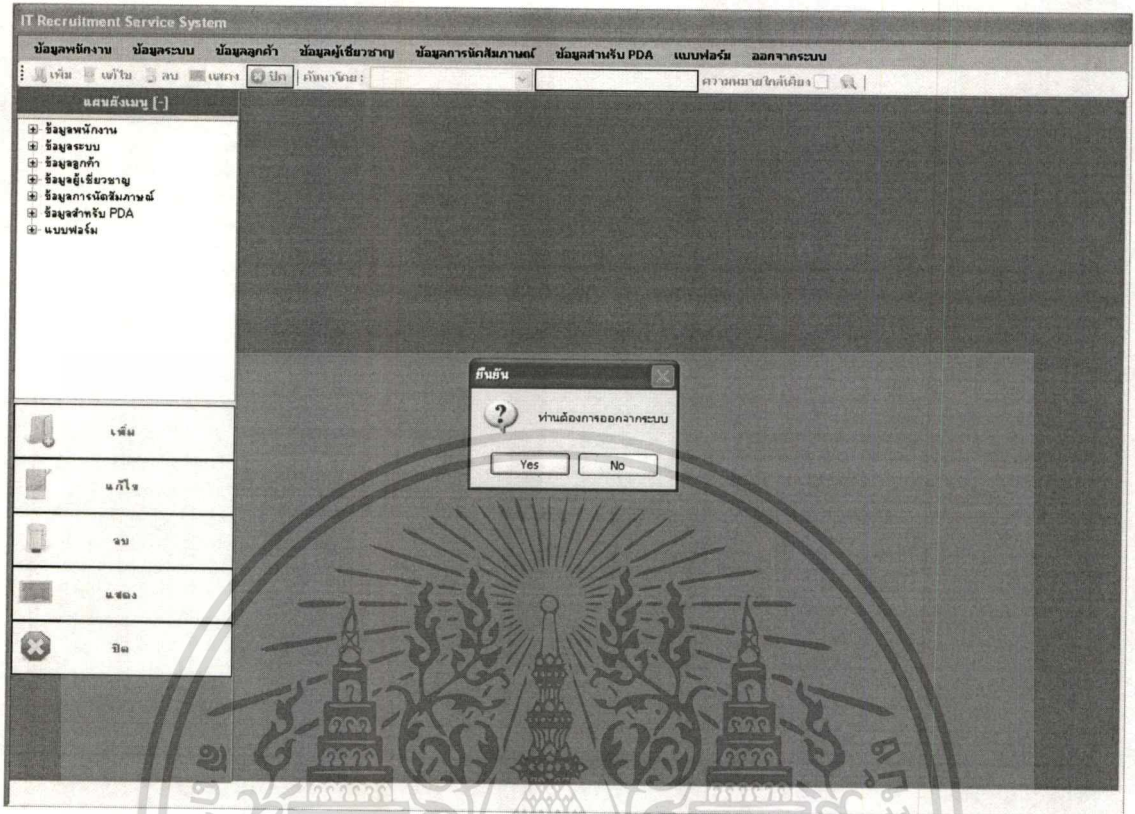 IT Recruitment Service System
ข้อมูลพนักงาน ข้อมูลระบบ ข้อมูลลูกค้า ข้อมูลผู้เชี่ยวชาญ ข้อมูลการนัดสัมภาษณ์ ข้อมูลสำหรับ PDA แบบฟอร์ม ออกจากระบบ
เพิ่ม แก้ไข ลบ แสดง ปิด ค้นหาโดย : ความหมายใกล้เคียง
แผนผังเมนู [-]
ข้อมูลพนักงาน
ข้อมูลระบบ
ข้อมูลลูกค้า
ข้อมูลผู้เชี่ยวชาญ
ข้อมูลการนัดสัมภาษณ์
ข้อมูลสำหรับ PDA
แบบฟอร์ม
ยืนยัน
ท่านต้องการออกจากระบบ
Yes No
เพิ่ม
แก้ไข
ลบ
แสดง
ปิด